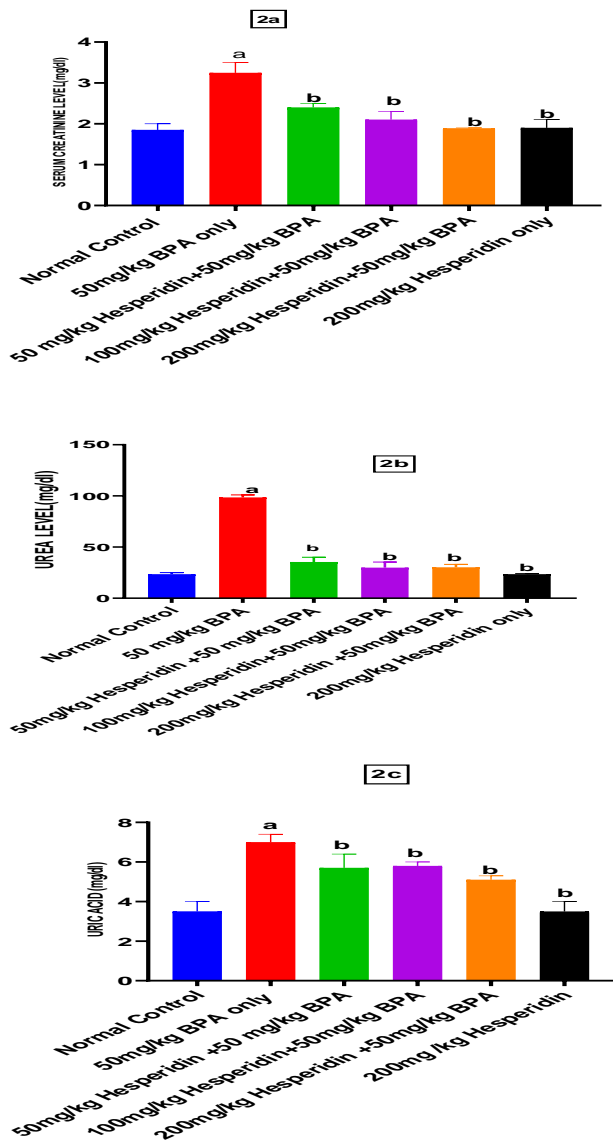 2a
SERUM CREATININE LEVEL(mg/dl)
4
3
2
1
0
a
b
b
b
b
Normal Control
50mg/kg BPA only
50 mg/kg Hesperidin+50mg/kg BPA
100mg/kg Hesperidin+50mg/kg BPA
200mg/kg Hesperidin+50mg/kg BPA
200mg/kg Hesperidin only
2b
UREA LEVEL(mg/dl)
150
100
50
0
a
b
b
b
b
Normal Control
50 mg/kg BPA
50mg/kg Hesperidin +50 mg/kg BPA
100mg/kg Hesperidin+50mg/kg BPA
200mg/kg Hesperidin +50mg/kg BPA
200mg/kg Hesperidin only
2c
URIC ACID (mg/dl)
8
6
4
2
0
a
b
b
b
b
Normal Control
50mg/kg BPA only
50mg/kg Hesperidin +50 mg/kg BPA
100mg/kg Hesperidin+50mg/kg BPA
200mg/kg Hesperidin +50mg/kg BPA
200mg /kg Hesperidin